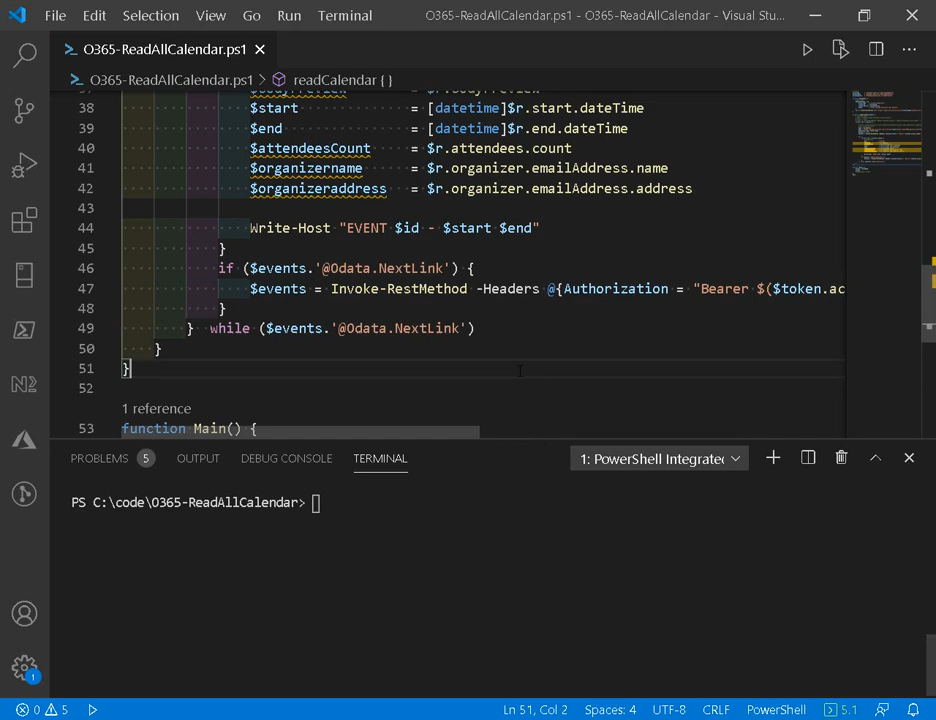 File Edit Selection View Go Run Terminal O365-ReadAllCalendar.ps1 - O365-ReadAllCalendar - Visual Stu...
O365-ReadAllCalendar.ps1
O365-ReadAllCalendar.ps1 > readCalendar { }
38 $start = [datetime]$r.start.dateTime
39 $end = [datetime]$r.end.dateTime
40 $attendeesCount = $r.attendees.count
41 $organizername = $r.organizer.emailAddress.name
42 $organizeraddress = $r.organizer.emailAddress.address
43
44 Write-Host "EVENT $id - $start $end"
45 }
46 if ($events.'@Odata.NextLink') {
47 $events = Invoke-RestMethod -Headers @{Authorization = "Bearer $($token.ac
48 }
49 } while ($events.'@Odata.NextLink')
50 }
51 }
52
1 reference
53 function Main() {
PROBLEMS 5 OUTPUT DEBUG CONSOLE TERMINAL 1: PowerShell Integrated
PS C:\code\O365-ReadAllCalendar>
1
0 5 Ln 51, Col 2 Spaces: 4 UTF-8 CRLF PowerShell 5.1